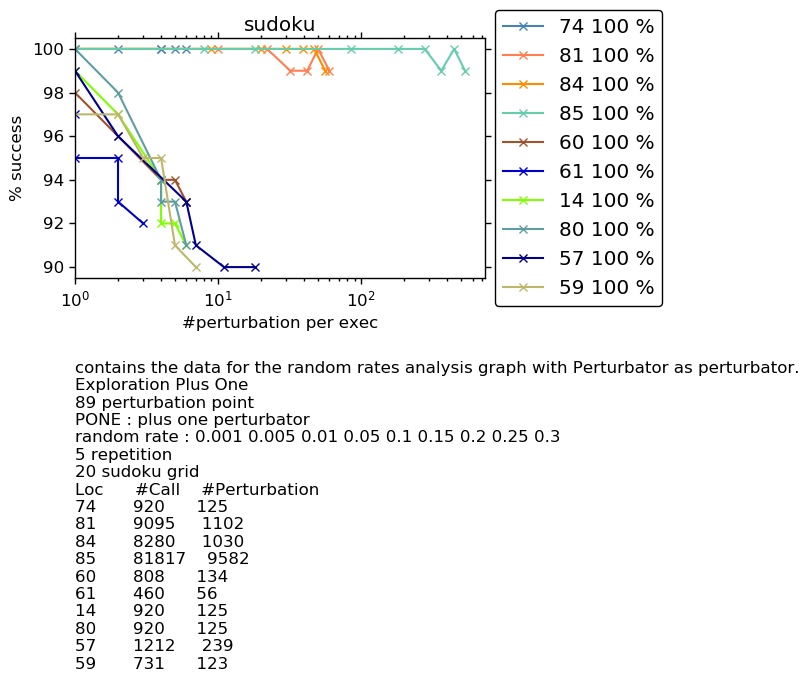 sudoku
100
98
96
94
92
90
% success
10^0
10^1
10^2
#perturbation per exec
74 100 %
81 100 %
84 100 %
85 100 %
60 100 %
61 100 %
14 100 %
80 100 %
57 100 %
59 100 %
contains the data for the random rates analysis graph with Perturbator as perturbator.
Exploration Plus One
89 perturbation point
PONE : plus one perturbator
random rate : 0.001 0.005 0.01 0.05 0.1 0.15 0.2 0.25 0.3
5 repetition
20 sudoku grid
Loc #Call #Perturbation
74 920 125
81 9095 1102
84 8280 1030
85 81817 9582
60 808 134
61 460 56
14 920 125
80 920 125
57 1212 239
59 731 123